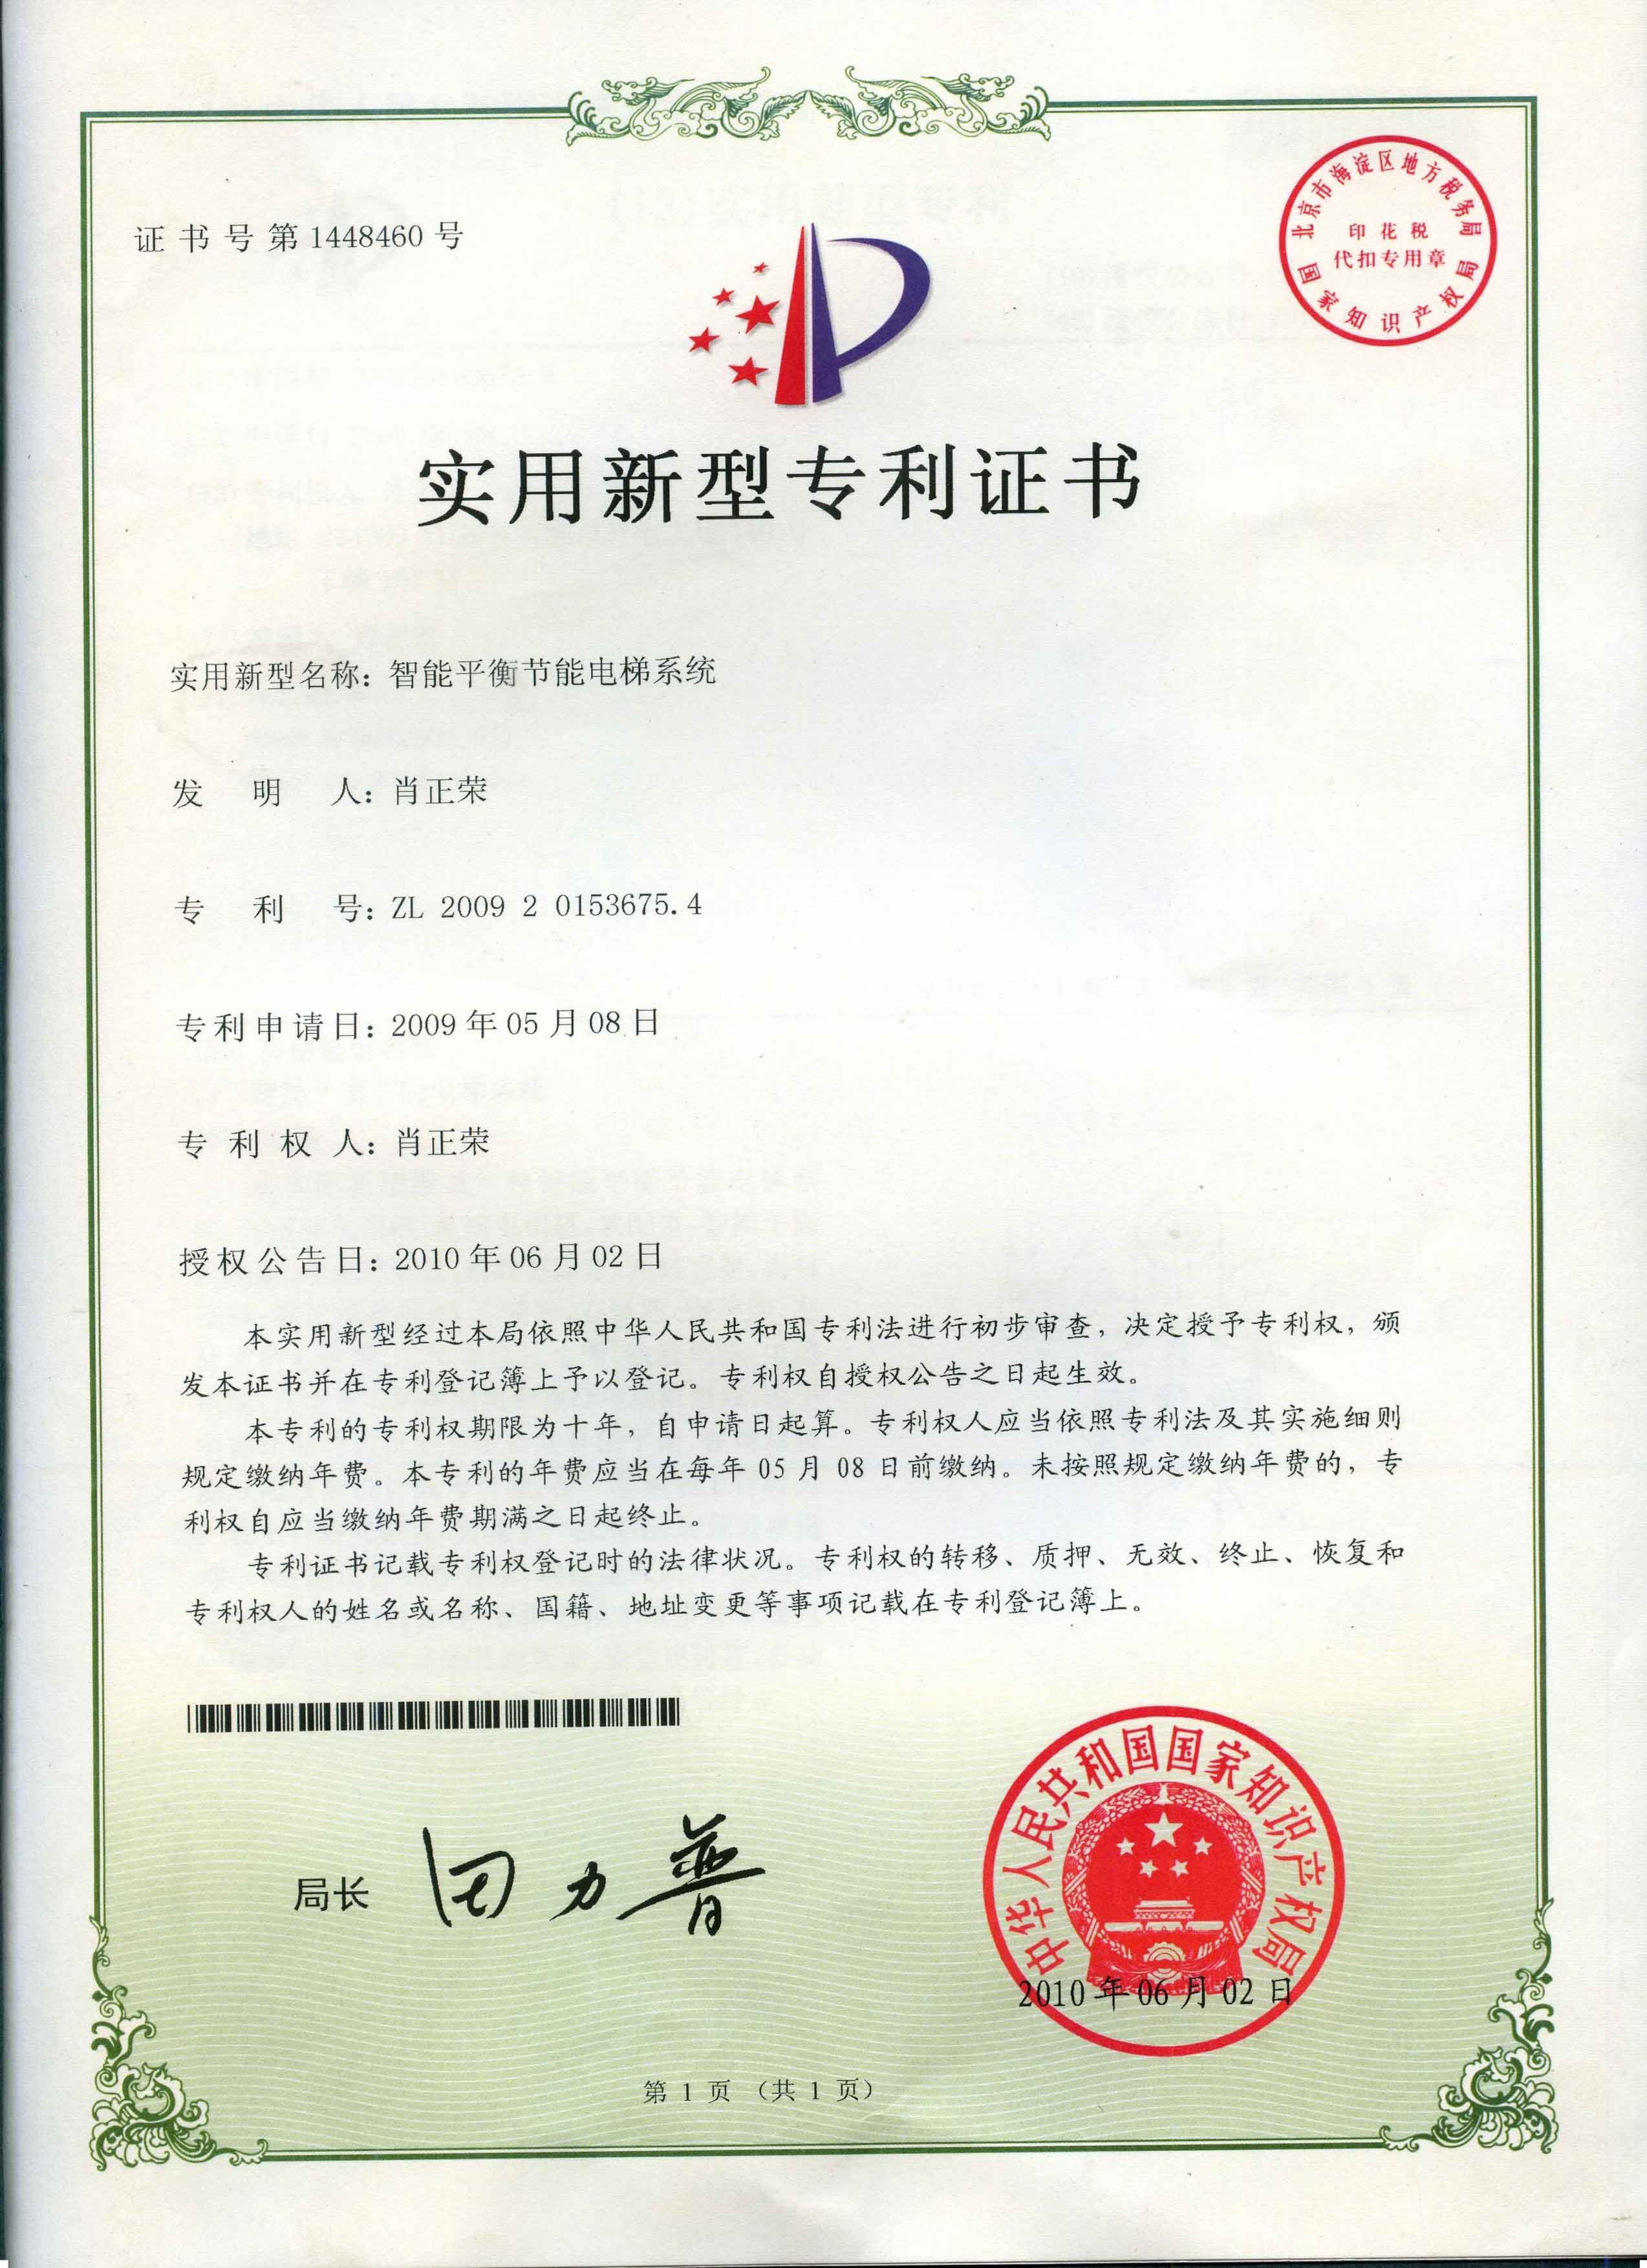 证书号第1448460号
北京市海淀区地方税务局
印花税
代扣专用章
国家知识产权局
实用新型专利证书
实用新型名称：智能平衡节能电梯系统
发明人：肖正荣
专利号：ZL 2009 2 0153675.4
专利申请日：2009年05月08日
专利权人：肖正荣
授权公告日：2010年06月02日
本实用新型经过本局依照中华人民共和国专利法进行初步审查，决定授予专利权，颁
发本证书并在专利登记簿上予以登记。专利权自授权公告之日起生效。
本专利的专利权期限为十年，自申请日起算。专利权人应当依照专利法及其实施细则
规定缴纳年费。本专利的年费应当在每年05月08日前缴纳。未按照规定缴纳年费的，专
利权自应当缴纳年费期满之日起终止。
专利证书记载专利权登记时的法律状况。专利权的转移、质押、无效、终止、恢复和
专利权人的姓名或名称、国籍、地址变更等事项记载在专利登记簿上。
局长 田力普
中华人民共和国国家知识产权局
2010年06月02日
第1页（共1页）